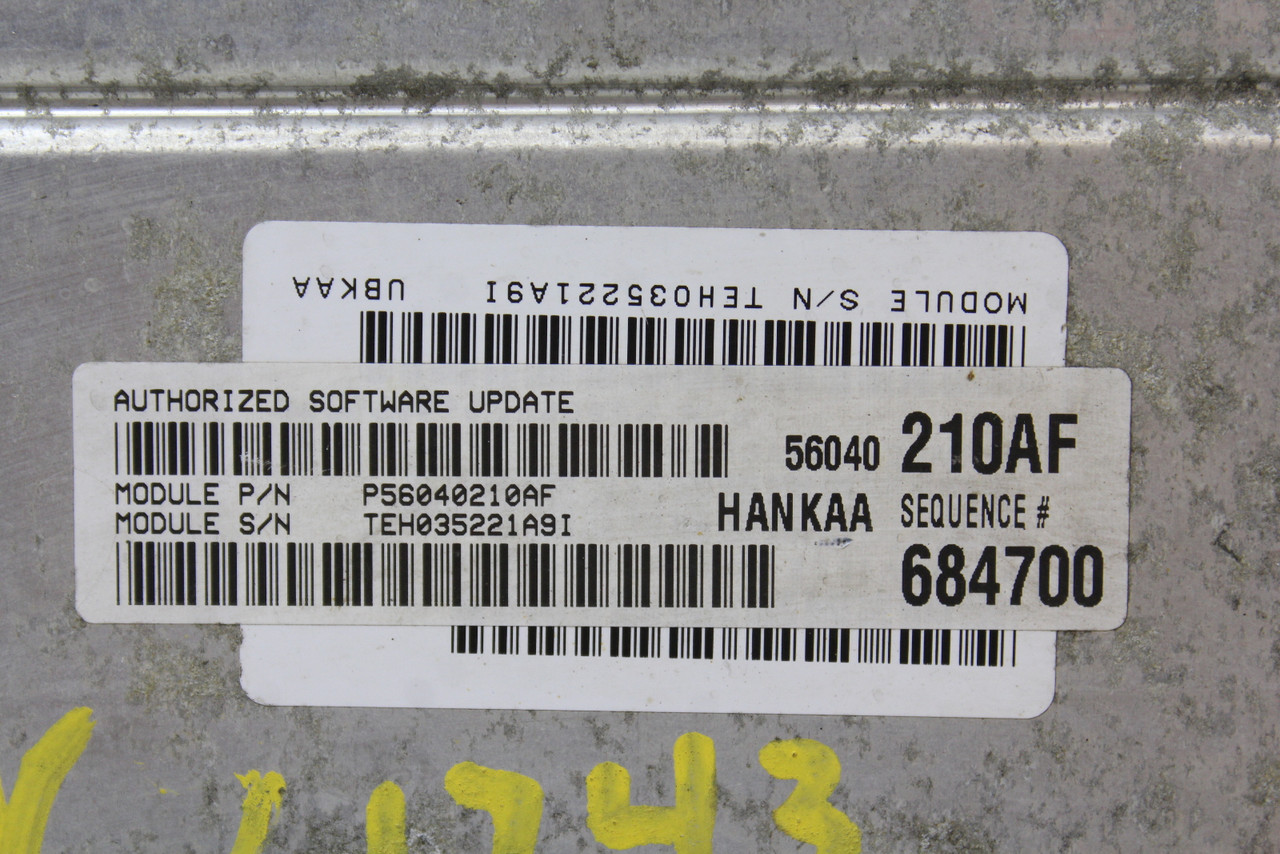 MODULE S/N TEH035221A9I UBKAA
AUTHORIZED SOFTWARE UPDATE
56040 210AF
MODULE P/N P56040210AF
MODULE S/N TEH035221A9I
HANKAA SEQUENCE #
684700